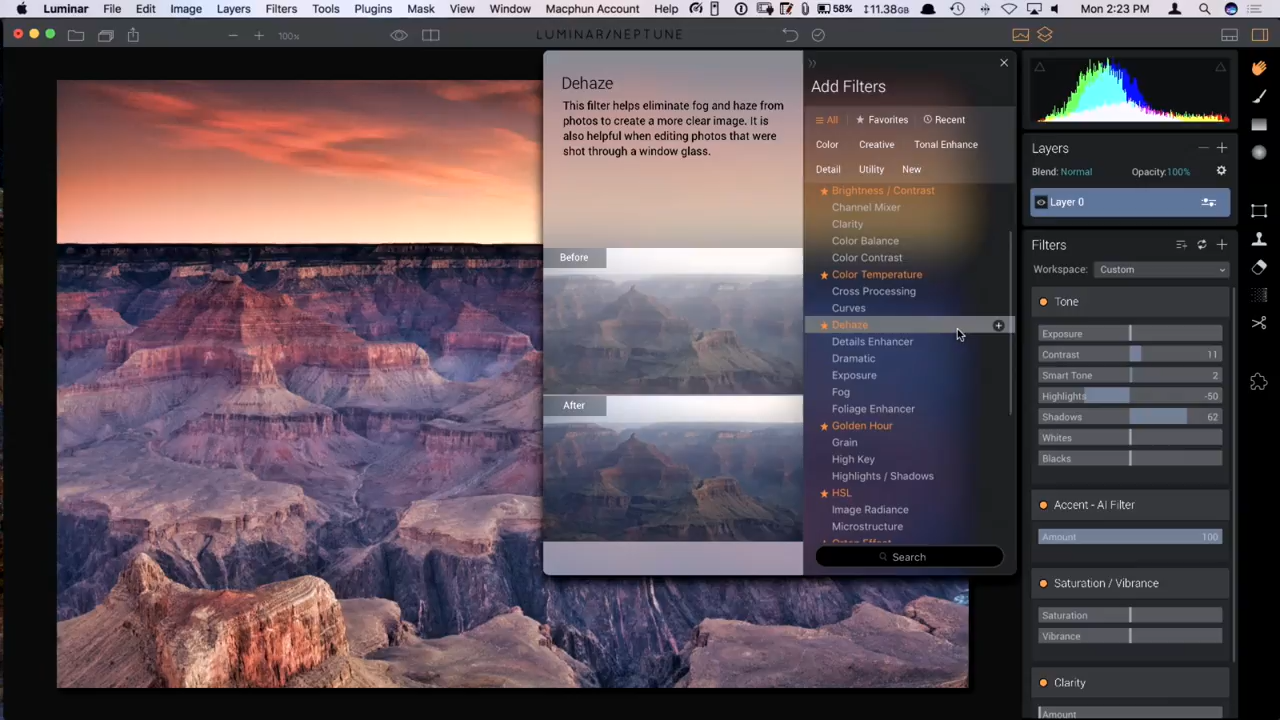 Luminar File Edit Image Layers Filters Tools Plugins Mask View Window Macphun Account Help 58% 11.38GB Mon 2:23 PM
100% LUMINAR/NEPTUNE
Dehaze
This filter helps eliminate fog and haze from
photos to create a more clear image. It is
also helpful when editing photos that were
shot through a window glass.
Before
After
Add Filters
All Favorites Recent
Color Creative Tonal Enhance
Detail Utility New
Brightness / Contrast
Channel Mixer
Clarity
Color Balance
Color Contrast
Color Temperature
Cross Processing
Curves
Dehaze
Details Enhancer
Dramatic
Exposure
Fog
Foliage Enhancer
Golden Hour
Grain
High Key
Highlights / Shadows
HSL
Image Radiance
Microstructure
Orton Effect
Search
Layers
Blend: Normal Opacity: 100%
Layer 0
Filters
Workspace: Custom
Tone
Exposure
Contrast 11
Smart Tone 2
Highlights -50
Shadows 62
Whites
Blacks
Accent - AI Filter
Amount 100
Saturation / Vibrance
Saturation
Vibrance
Clarity
Amount